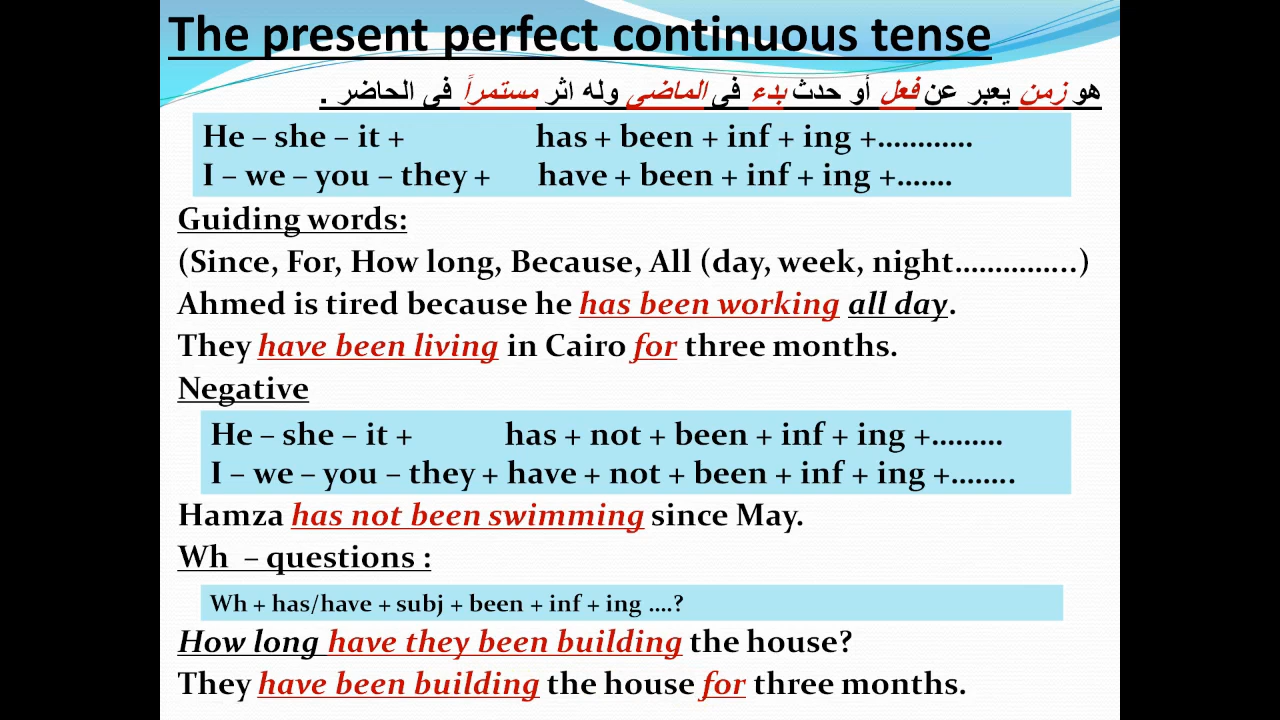 The present perfect continuous tense
هو زمن يعبر عن فعل أو حدث بدء فى الماضى وله اثر مستمراً فى الحاضر .
He – she – it + has + been + inf + ing +…………
I – we – you – they + have + been + inf + ing +…….
Guiding words:
(Since, For, How long, Because, All (day, week, night…………...)
Ahmed is tired because he has been working all day.
They have been living in Cairo for three months.
Negative
He – she – it + has + not + been + inf + ing +………
I – we – you – they + have + not + been + inf + ing +……..
Hamza has not been swimming since May.
Wh – questions :
Wh + has/have + subj + been + inf + ing ….?
How long have they been building the house?
They have been building the house for three months.